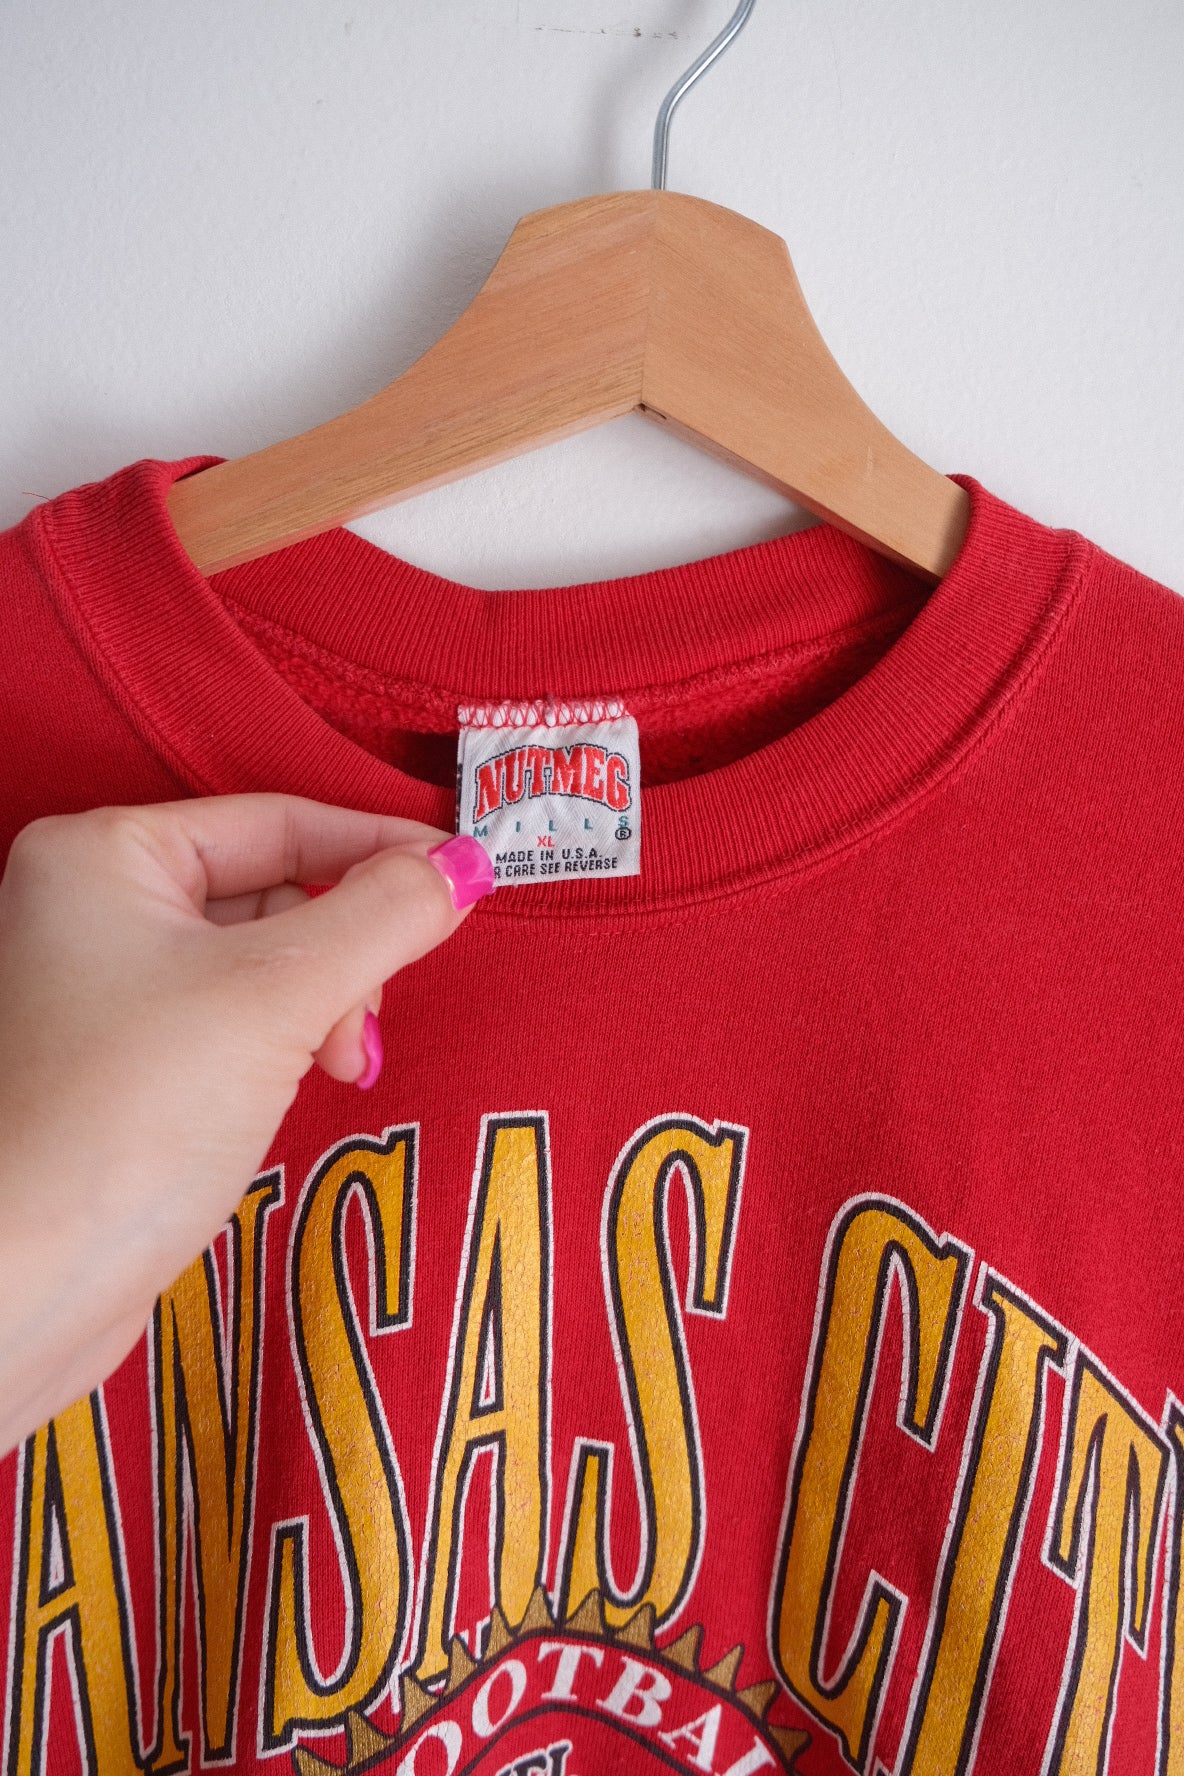 NUTMEG
MILLS ®
XL
MADE IN U.S.A.
R CARE SEE REVERSE
ANSAS CIT
OOTBA